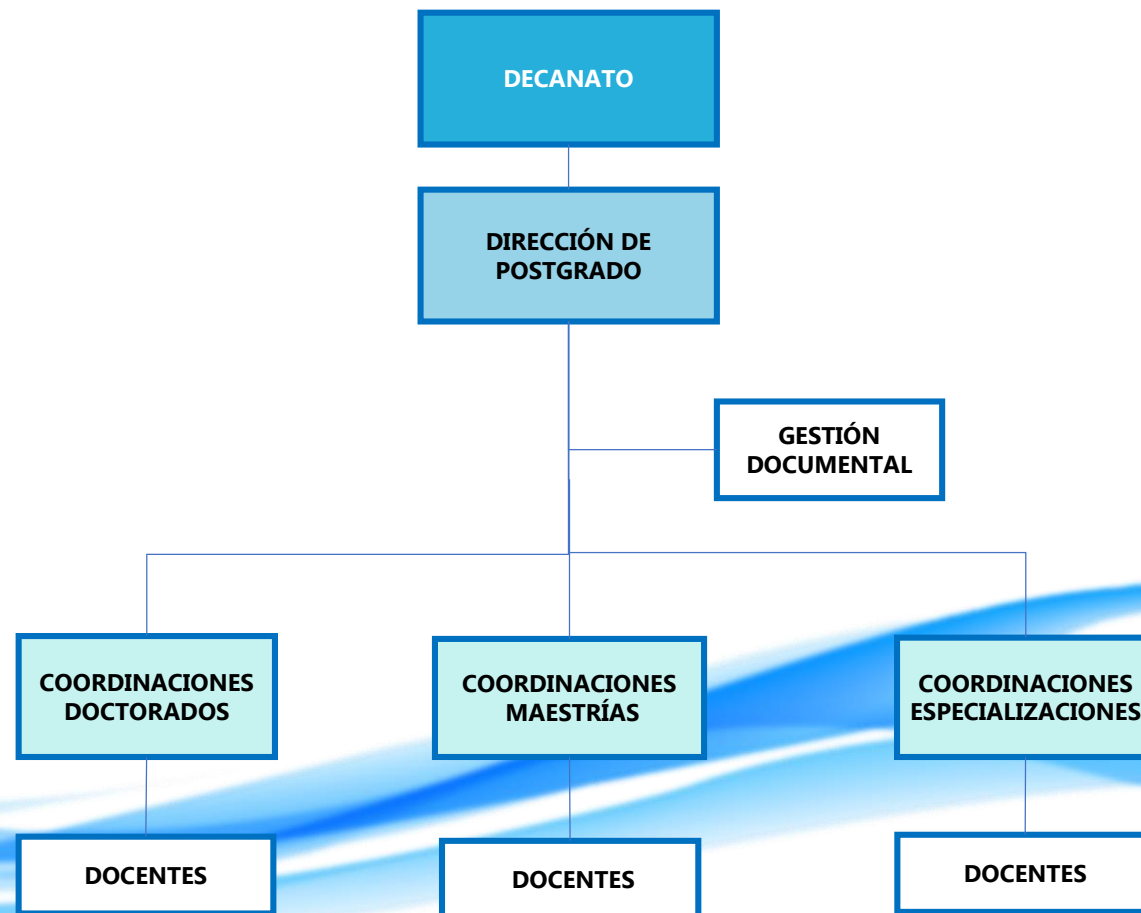 DECANATO
DIRECCIÓN DE
POSTGRADO
GESTIÓN
DOCUMENTAL
COORDINACIONES
DOCTORADOS
COORDINACIONES
MAESTRÍAS
COORDINACIONES
ESPECIALIZACIONES
DOCENTES
DOCENTES
DOCENTES